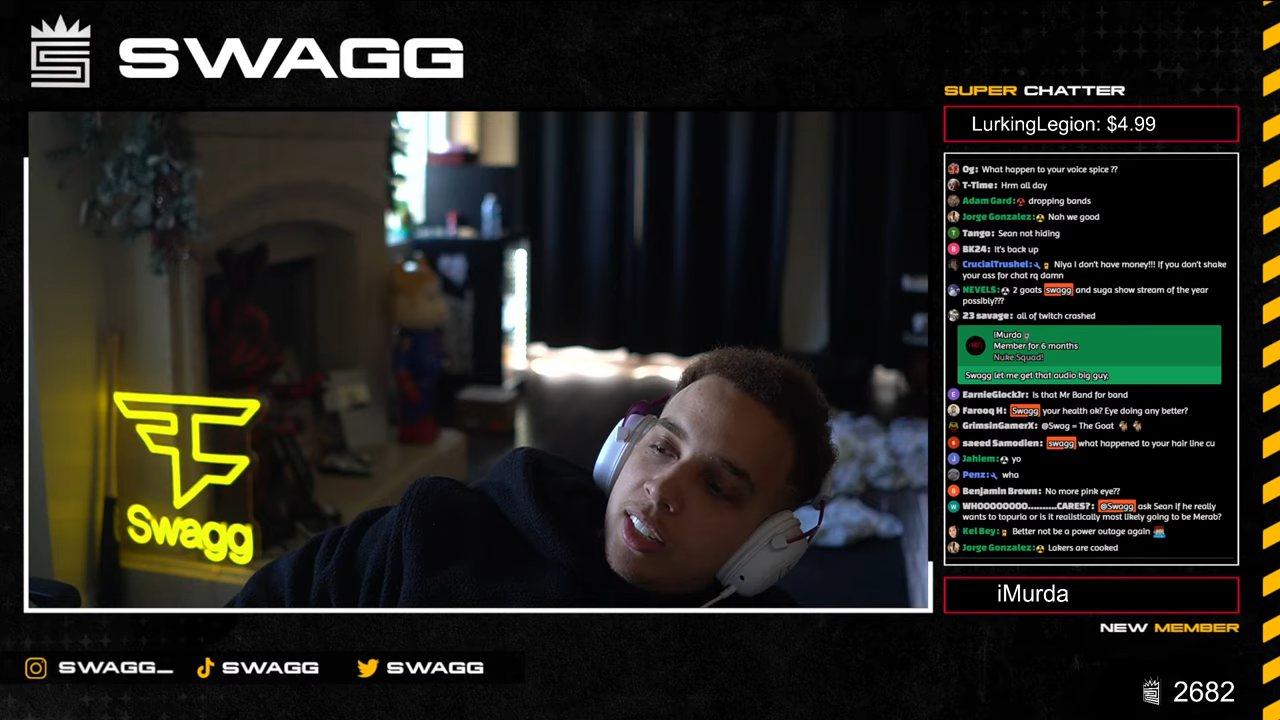 SWAGG
SUPER CHATTER
LurkingLegion: $4.99
Og: What happen to your voice spice ??
T-Time: Hrm all day
Adam Gard: dropping bands
Jorge Gonzalez: Nah we good
Tango: Sean not hiding
BK24: It's back up
CrucialTrushel: Niya I don't have money!!! If you don't shake
your ass for chat rq damn
NEVELS: 2 goats swagg and suga show stream of the year
possibly???
23 savage: all of twitch crashed
iMurda
Member for 6 months
Nuke Squad!
Swagg let me get that audio big guy,
EarnieGlockJr: Is that Mr Band for band
Farooq H: Swagg your health ok? Eye doing any better?
GrimsinGamerX: @Swag = The Goat
saeed Samodien: swagg what happened to your hair line cu
Jahiem: yo
Penz: wha
Benjamin Brown: No more pink eye??
WHOOOOOOO..........CARES?: @Swagg ask Sean if he really
wants to topuria or is it realistically most likely going to be Merab?
Kel Bey: Better not be a power outage again
Jorge Gonzalez: Lakers are cooked
iMurda
NEW MEMBER
Swagg
SWAGG_ SWAGG SWAGG
2682